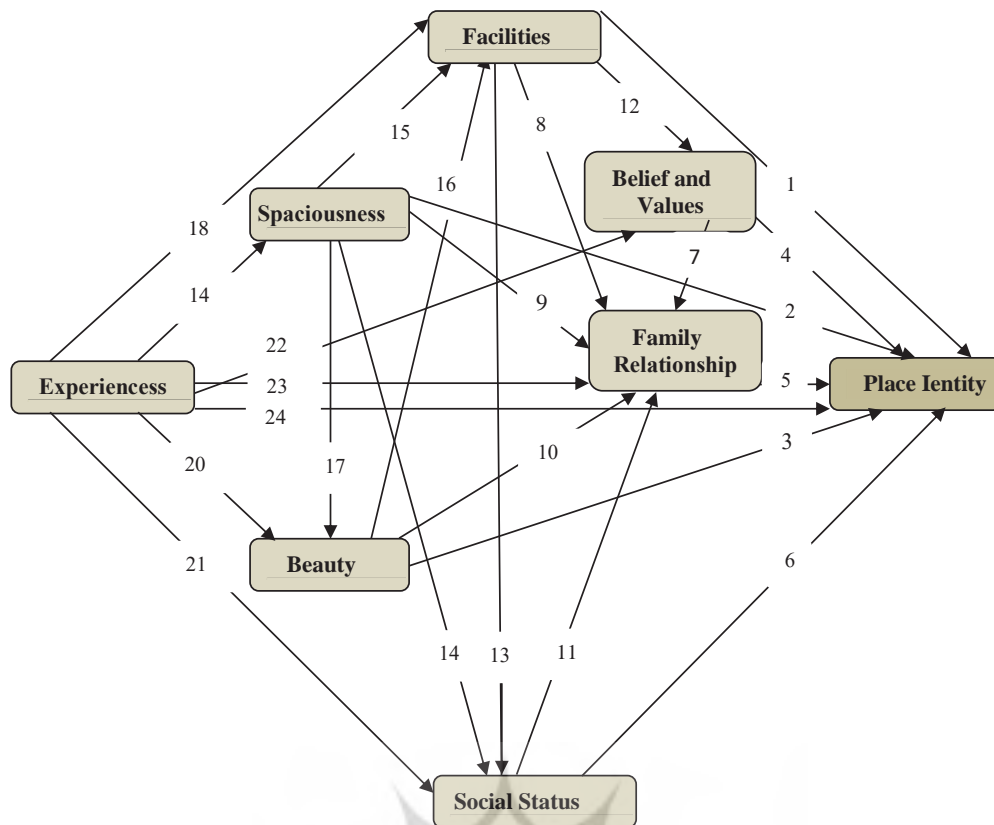 Facilities
12
8
15
Belief and
Values
16
1
Spaciousness
18
4
7
14
9
2
22
Family
Relationship
Experiencess
23
5
Place Ientity
24
3
10
20
17
21
Beauty
6
14
13
11
Social Status